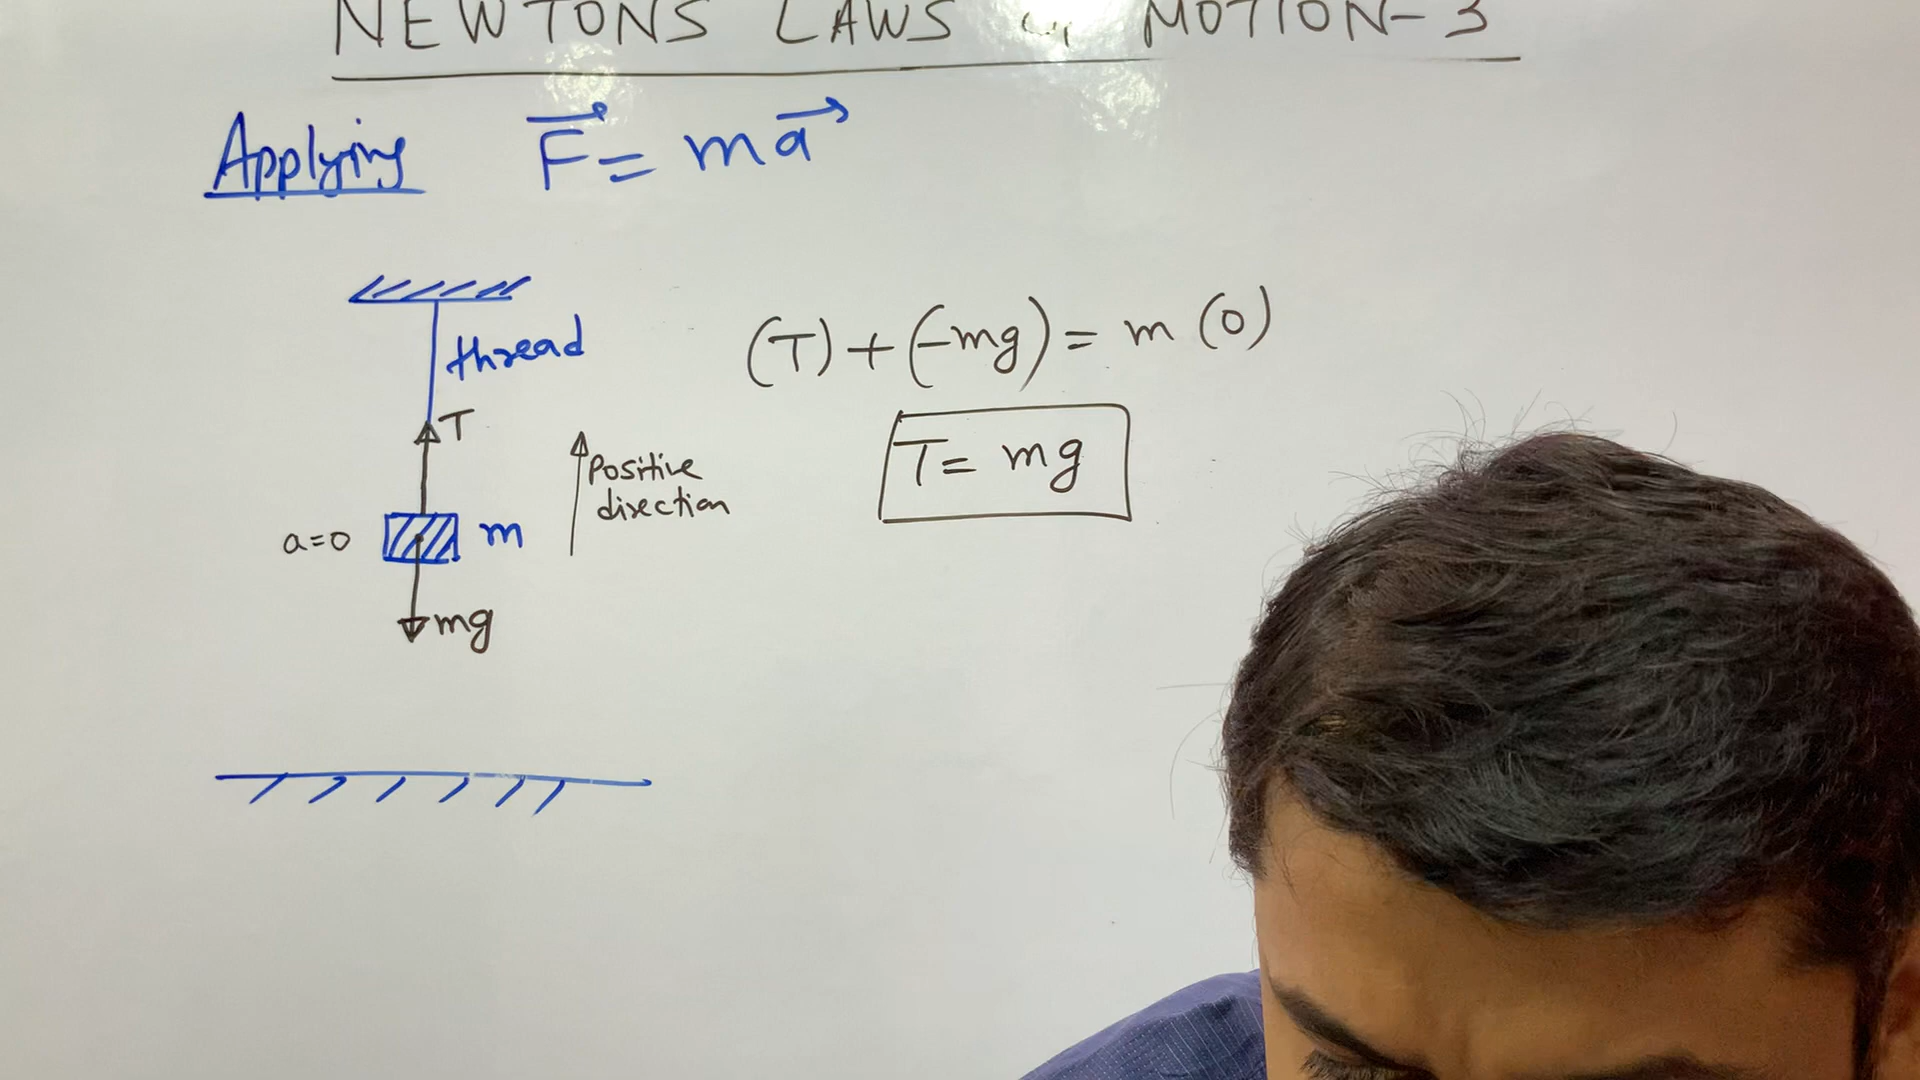 NEWTONS LAWS MOTION-3
Applying F⃗ = ma⃗
thread
(T) + (-mg) = m (0)
T
T = mg
Positive
direction
a=0
m
mg